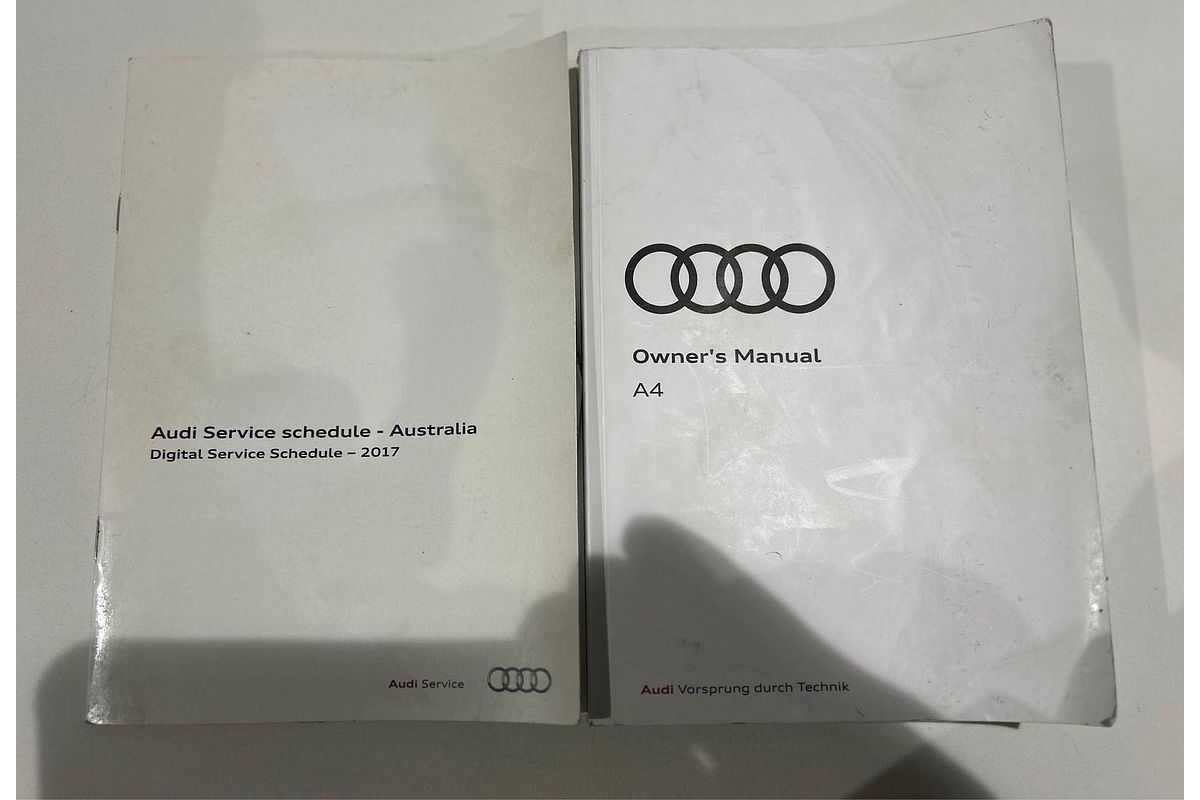 Audi Service schedule - Australia
Digital Service Schedule – 2017
Audi Service
Owner's Manual
A4
Audi Vorsprung durch Technik